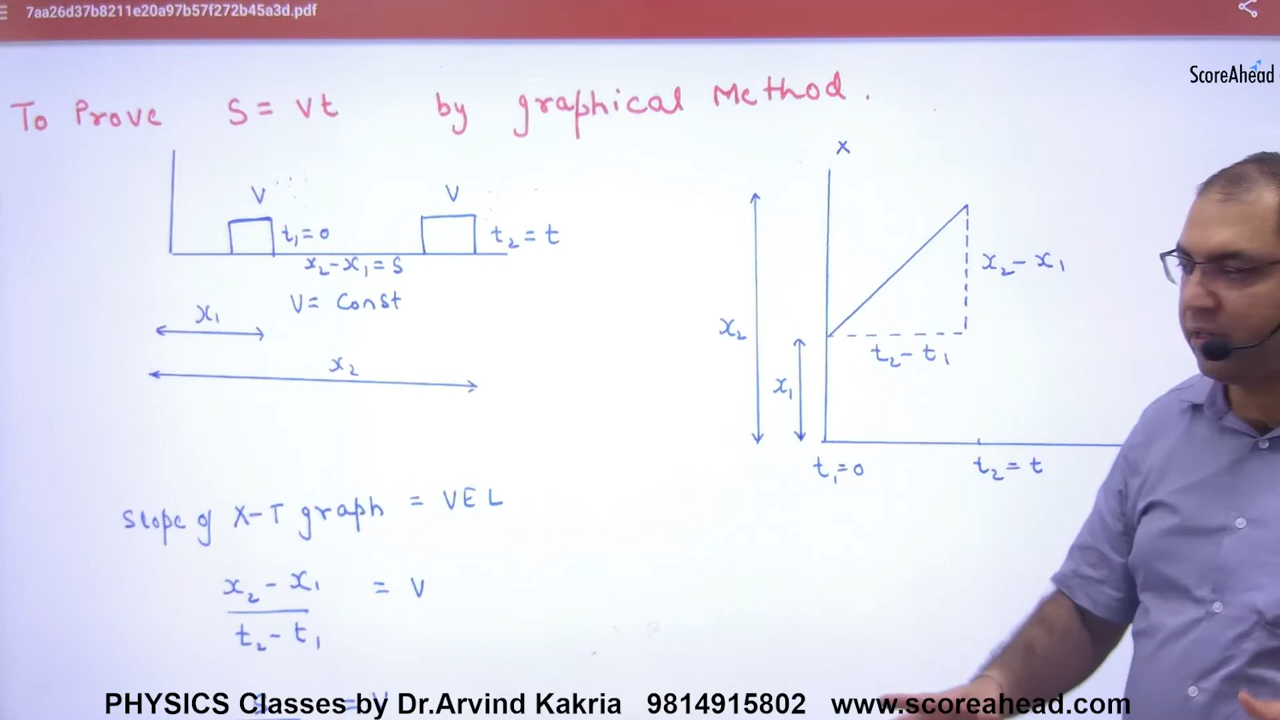 7aa26d37b8211e20a97b57f272b45a3d.pdf
ScoreAhead
To Prove S = vt by graphical Method.
V V
t₁=0 t₂ = t
x₂-x₁=S
V= Const
x₁
x₂
x
x₂-x₁
t₂-t₁
x₂
x₁
t₁=0 t₂=t
Slope of X-T graph = VEL
x₂-x₁ = V
t₂-t₁
PHYSICS Classes by Dr.Arvind Kakria 9814915802 www.scoreahead.com